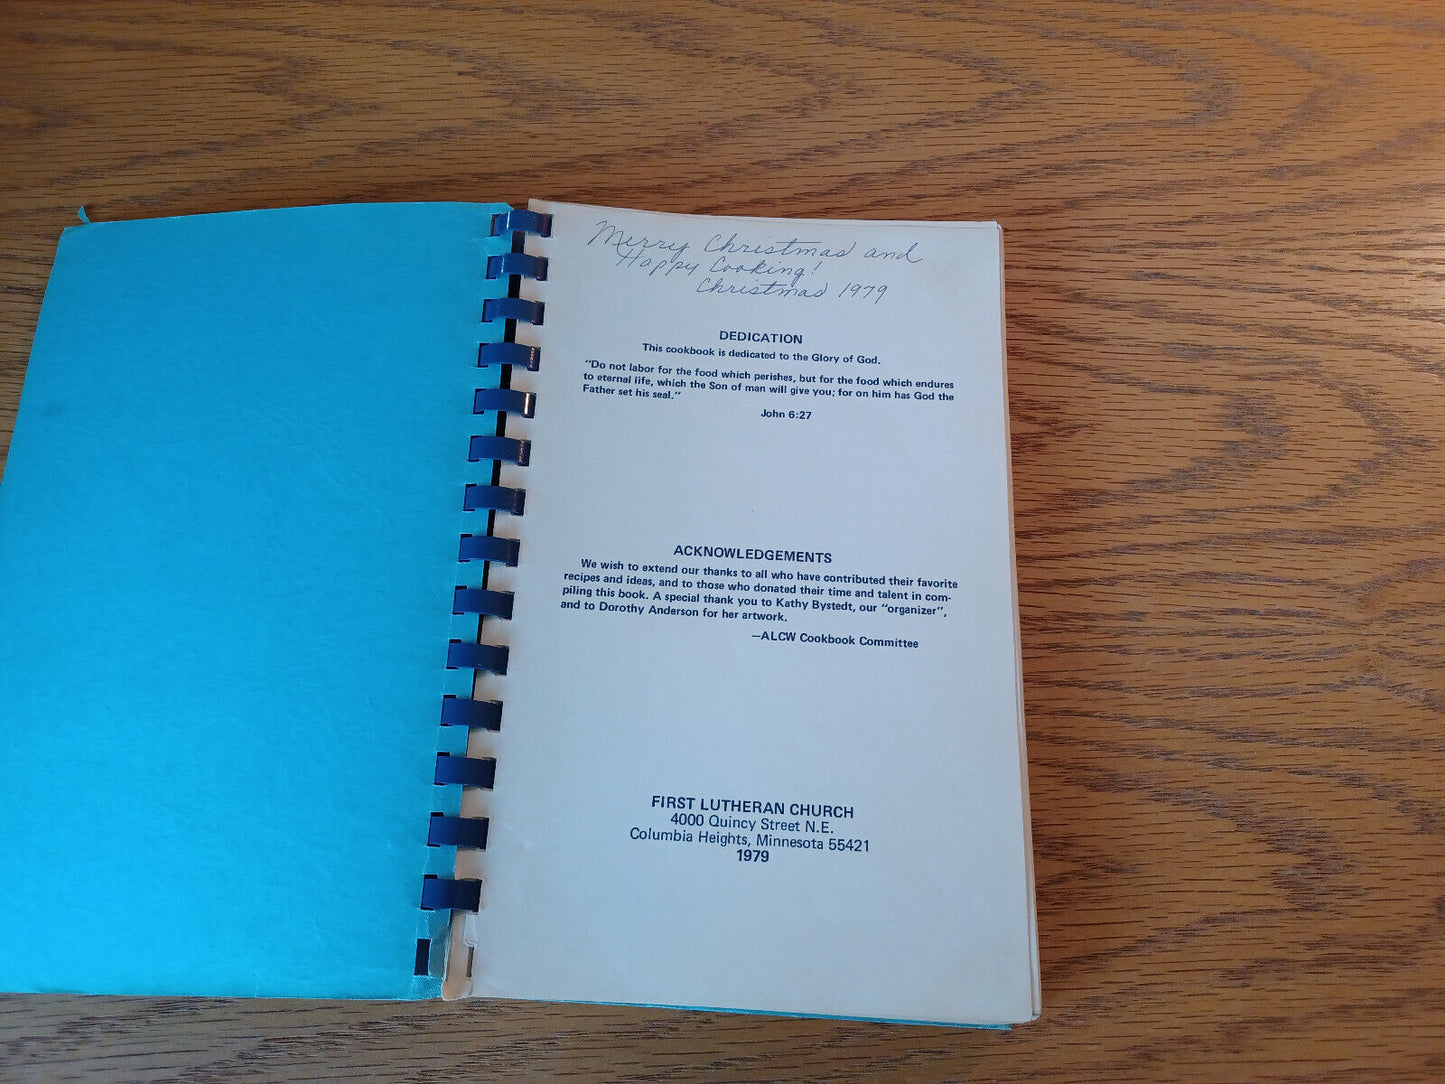 Merry Christmas and
Happy Cooking!
Christmas 1979
DEDICATION
This cookbook is dedicated to the Glory of God.
"Do not labor for the food which perishes, but for the food which endures
to eternal life, which the Son of man will give you; for on him has God the
Father set his seal."
John 6:27
ACKNOWLEDGEMENTS
We wish to extend our thanks to all who have contributed their favorite
recipes and ideas, and to those who donated their time and talent in com-
piling this book. A special thank you to Kathy Bystedt, our "organizer",
and to Dorothy Anderson for her artwork.
—ALCW Cookbook Committee
FIRST LUTHERAN CHURCH
4000 Quincy Street N.E.
Columbia Heights, Minnesota 55421
1979